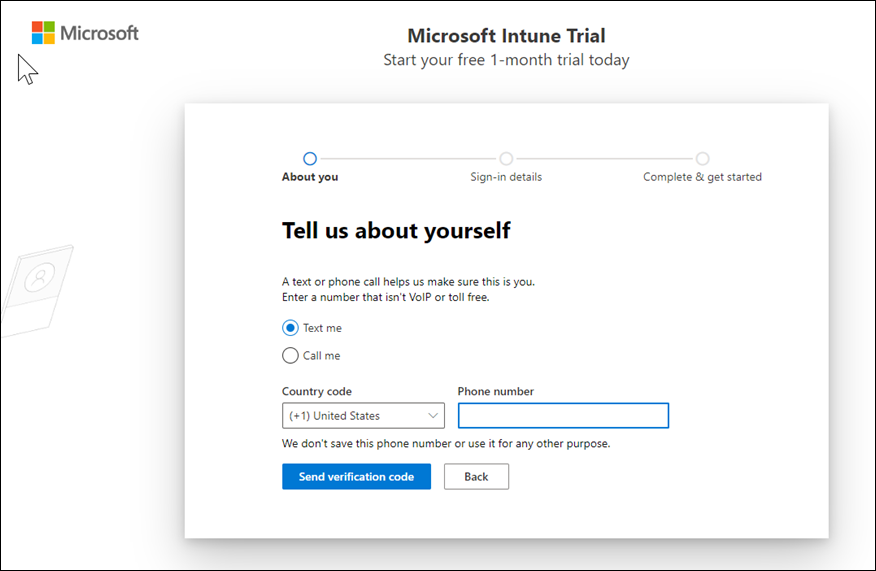 Microsoft
Microsoft Intune Trial
Start your free 1-month trial today
About you
Sign-in details
Complete & get started
Tell us about yourself
A text or phone call helps us make sure this is you.
Enter a number that isn't VoIP or toll free.
Text me
Call me
Country code
Phone number
(+1) United States
We don't save this phone number or use it for any other purpose.
Send verification code
Back